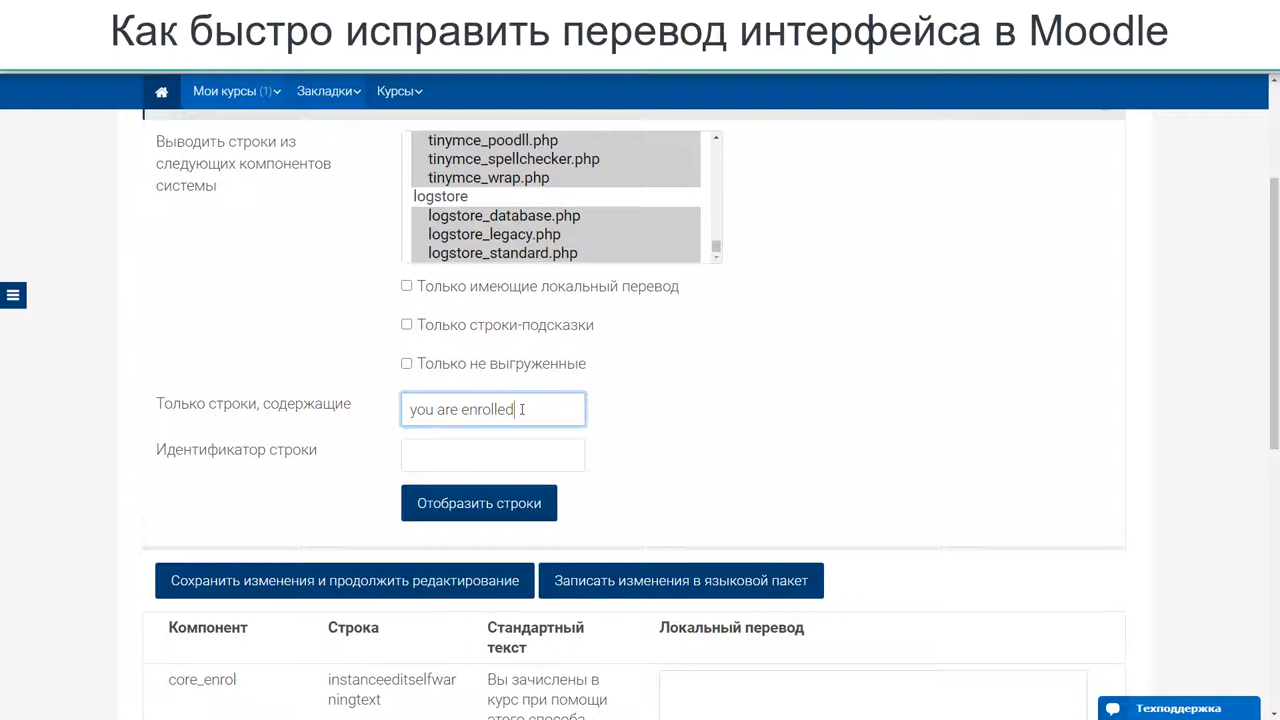 Как быстро исправить перевод интерфейса в Moodle
Мои курсы (1) Закладки Курсы
Выводить строки из
следующих компонентов
системы
tinymce_poodll.php
tinymce_spellchecker.php
tinymce_wrap.php
logstore
logstore_database.php
logstore_legacy.php
logstore_standard.php
Только имеющие локальный перевод
Только строки-подсказки
Только не выгруженные
Только строки, содержащие
you are enrolled
Идентификатор строки
Отобразить строки
Сохранить изменения и продолжить редактирование Записать изменения в языковой пакет
Компонент Строка Стандартный
текст Локальный перевод
core_enrol instanceeditselfwar
ningtext Вы зачислены в
курс при помощи
этого способа
Техподдержка